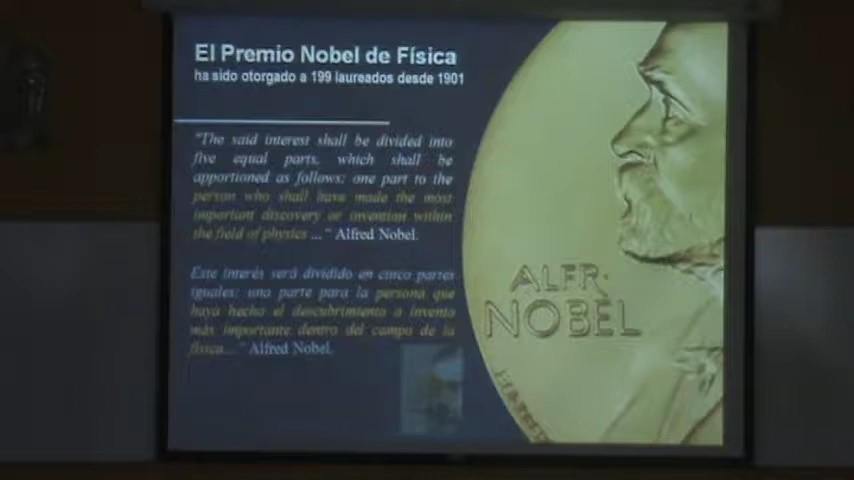 El Premio Nobel de Física
ha sido otorgado a 199 laureados desde 1901
"The said interest shall be divided into
five equal parts, which shall be
apportioned as follows: one part to the
person who shall have made the most
important discovery or invention within
the field of physics ..." Alfred Nobel.
Este interés será dividido en cinco partes
iguales: una parte para la persona que
haya hecho el descubrimiento o invento
más importante dentro del campo de la
física..." Alfred Nobel.
ALFR·
NOBEL